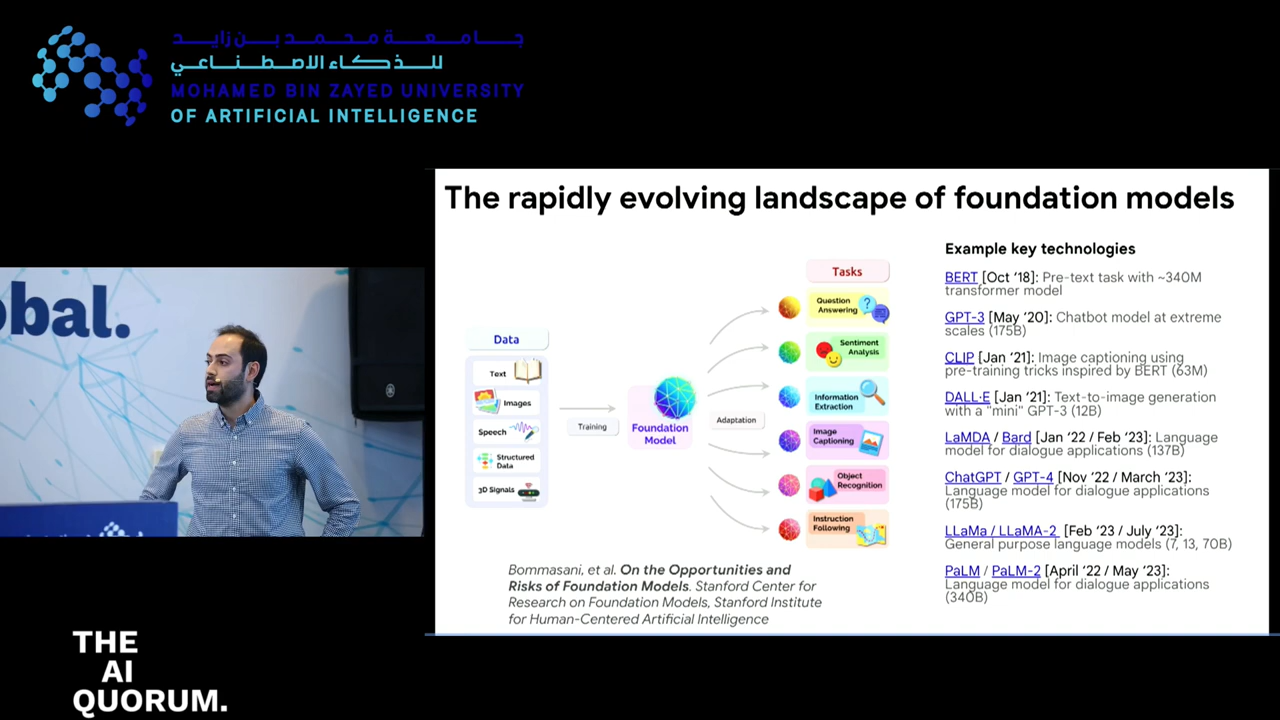 جـــامـــعـــة مـحـــمـــد بـــن زايـــد
للـــذكـــاء الاصـــطـــنـــاعـــي
MOHAMED BIN ZAYED UNIVERSITY
OF ARTIFICIAL INTELLIGENCE
obal.
THE
AI
QUORUM.
The rapidly evolving landscape of foundation models
Data
Text
Images
Speech
Structured
Data
3D Signals
Training
Foundation
Model
Adaptation
Tasks
Question
Answering
Sentiment
Analysis
Information
Extraction
Image
Captioning
Object
Recognition
Instruction
Following
Bommasani, et al. On the Opportunities and
Risks of Foundation Models. Stanford Center for
Research on Foundation Models, Stanford Institute
for Human-Centered Artificial Intelligence
Example key technologies
BERT [Oct ‘18]: Pre-text task with ~340M
transformer model
GPT-3 [May ‘20]: Chatbot model at extreme
scales (175B)
CLIP [Jan ‘21]: Image captioning using
pre-training tricks inspired by BERT (63M)
DALL·E [Jan ‘21]: Text-to-image generation
with a "mini" GPT-3 (12B)
LaMDA / Bard [Jan ‘22 / Feb ‘23]: Language
model for dialogue applications (137B)
ChatGPT / GPT-4 [Nov ‘22 / March ‘23]:
Language model for dialogue applications
(175B)
LLaMa / LLaMA-2 [Feb ‘23 / July ‘23]:
General purpose language models (7, 13, 70B)
PaLM / PaLM-2 [April ‘22 / May ‘23]:
Language model for dialogue applications
(340B)